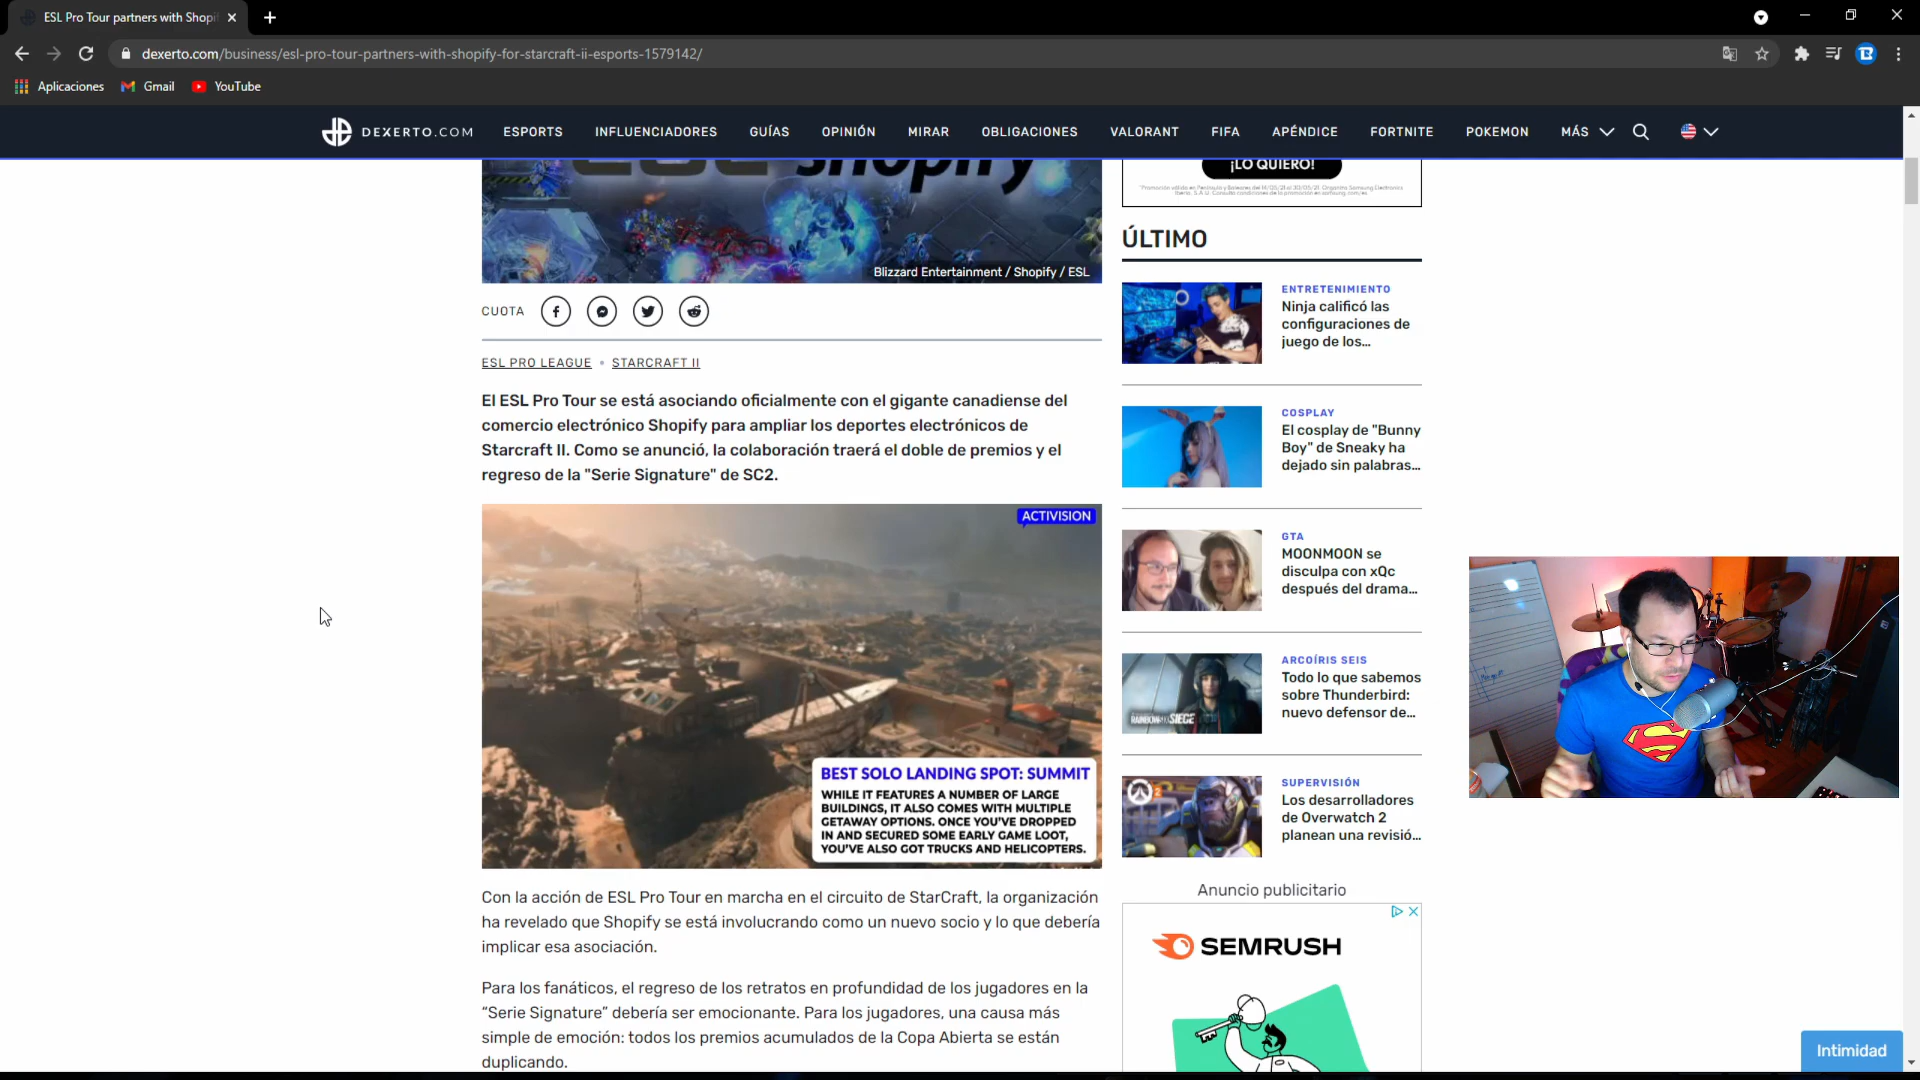 ESL Pro Tour partners with Shopi
dexerto.com/business/esl-pro-tour-partners-with-shopify-for-starcraft-ii-esports-1579142/
Aplicaciones
Gmail
YouTube
DEXERTO.COM
ESPORTS
INFLUENCIADORES
GUÍAS
OPINIÓN
MIRAR
OBLIGACIONES
VALORANT
FIFA
APÉNDICE
FORTNITE
POKEMON
MÁS
shopify
Blizzard Entertainment / Shopify / ESL
CUOTA
ESL PRO LEAGUE • STARCRAFT II
El ESL Pro Tour se está asociando oficialmente con el gigante canadiense del
comercio electrónico Shopify para ampliar los deportes electrónicos de
Starcraft II. Como se anunció, la colaboración traerá el doble de premios y el
regreso de la "Serie Signature" de SC2.
ACTIVISION
BEST SOLO LANDING SPOT: SUMMIT
WHILE IT FEATURES A NUMBER OF LARGE
BUILDINGS, IT ALSO COMES WITH MULTIPLE
GETAWAY OPTIONS. ONCE YOU'VE DROPPED
IN AND SECURED SOME EARLY GAME LOOT,
YOU'VE ALSO GOT TRUCKS AND HELICOPTERS.
Con la acción de ESL Pro Tour en marcha en el circuito de StarCraft, la organización
ha revelado que Shopify se está involucrando como un nuevo socio y lo que debería
implicar esa asociación.
Para los fanáticos, el regreso de los retratos en profundidad de los jugadores en la
“Serie Signature” debería ser emocionante. Para los jugadores, una causa más
simple de emoción: todos los premios acumulados de la Copa Abierta se están
duplicando.
¡LO QUIERO!
ÚLTIMO
ENTRETENIMIENTO
Ninja calificó las
configuraciones de
juego de los...
COSPLAY
El cosplay de "Bunny
Boy" de Sneaky ha
dejado sin palabras...
GTA
MOONMOON se
disculpa con xQc
después del drama...
RAINBOW SIEGE
ARCOÍRIS SEIS
Todo lo que sabemos
sobre Thunderbird:
nuevo defensor de...
2
SUPERVISIÓN
Los desarrolladores
de Overwatch 2
planean una revisió...
Anuncio publicitario
SEMRUSH
Intimidad